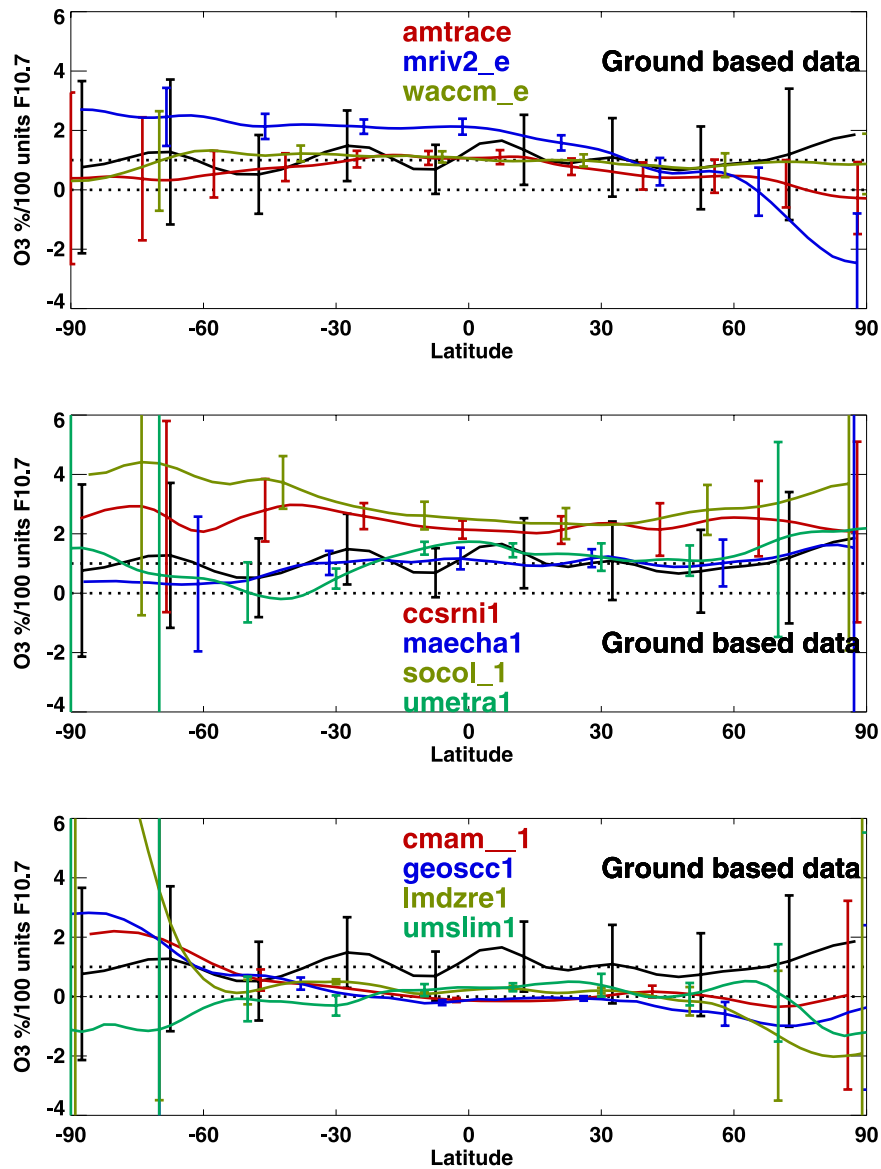 6
4
2
0
-2
-4
O3 %/100 units F10.7
amtrace
mriv2_e
waccm_e
Ground based data
-90 -60 -30 0 30 60 90
Latitude
6
4
2
0
-2
-4
O3 %/100 units F10.7
ccsrni1
maecha1
socol_1
umetra1
Ground based data
-90 -60 -30 0 30 60 90
Latitude
6
4
2
0
-2
-4
O3 %/100 units F10.7
cmam__1
geoscc1
lmdzre1
umslim1
Ground based data
-90 -60 -30 0 30 60 90
Latitude